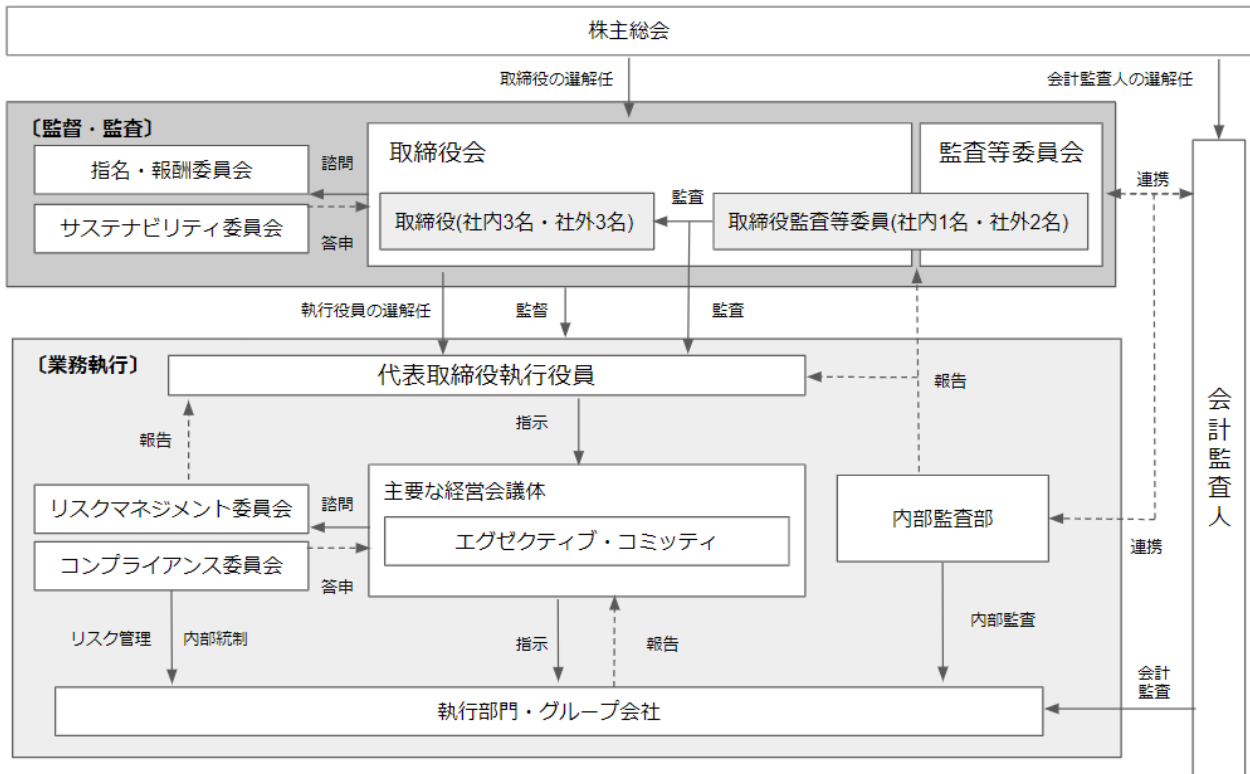 株主総会
取締役の選解任
会計監査人の選解任
〔監督・監査〕
取締役会
監査等委員会
指名・報酬委員会
諮問
連携
監査
サステナビリティ委員会
取締役(社内3名・社外3名)
取締役監査等委員(社内1名・社外2名)
答申
執行役員の選解任
監督
監査
〔業務執行〕
代表取締役執行役員
報告
会計監査人
指示
報告
主要な経営会議体
リスクマネジメント委員会
諮問
内部監査部
エグゼクティブ・コミッティ
連携
コンプライアンス委員会
答申
内部監査
リスク管理
内部統制
指示
報告
会計
監査
執行部門・グループ会社